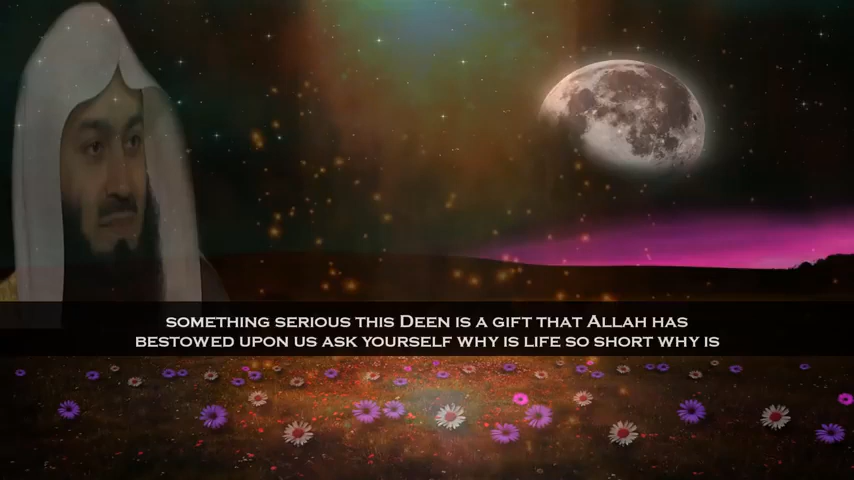 SOMETHING SERIOUS THIS DEEN IS A GIFT THAT ALLAH HAS
BESTOWED UPON US ASK YOURSELF WHY IS LIFE SO SHORT WHY IS